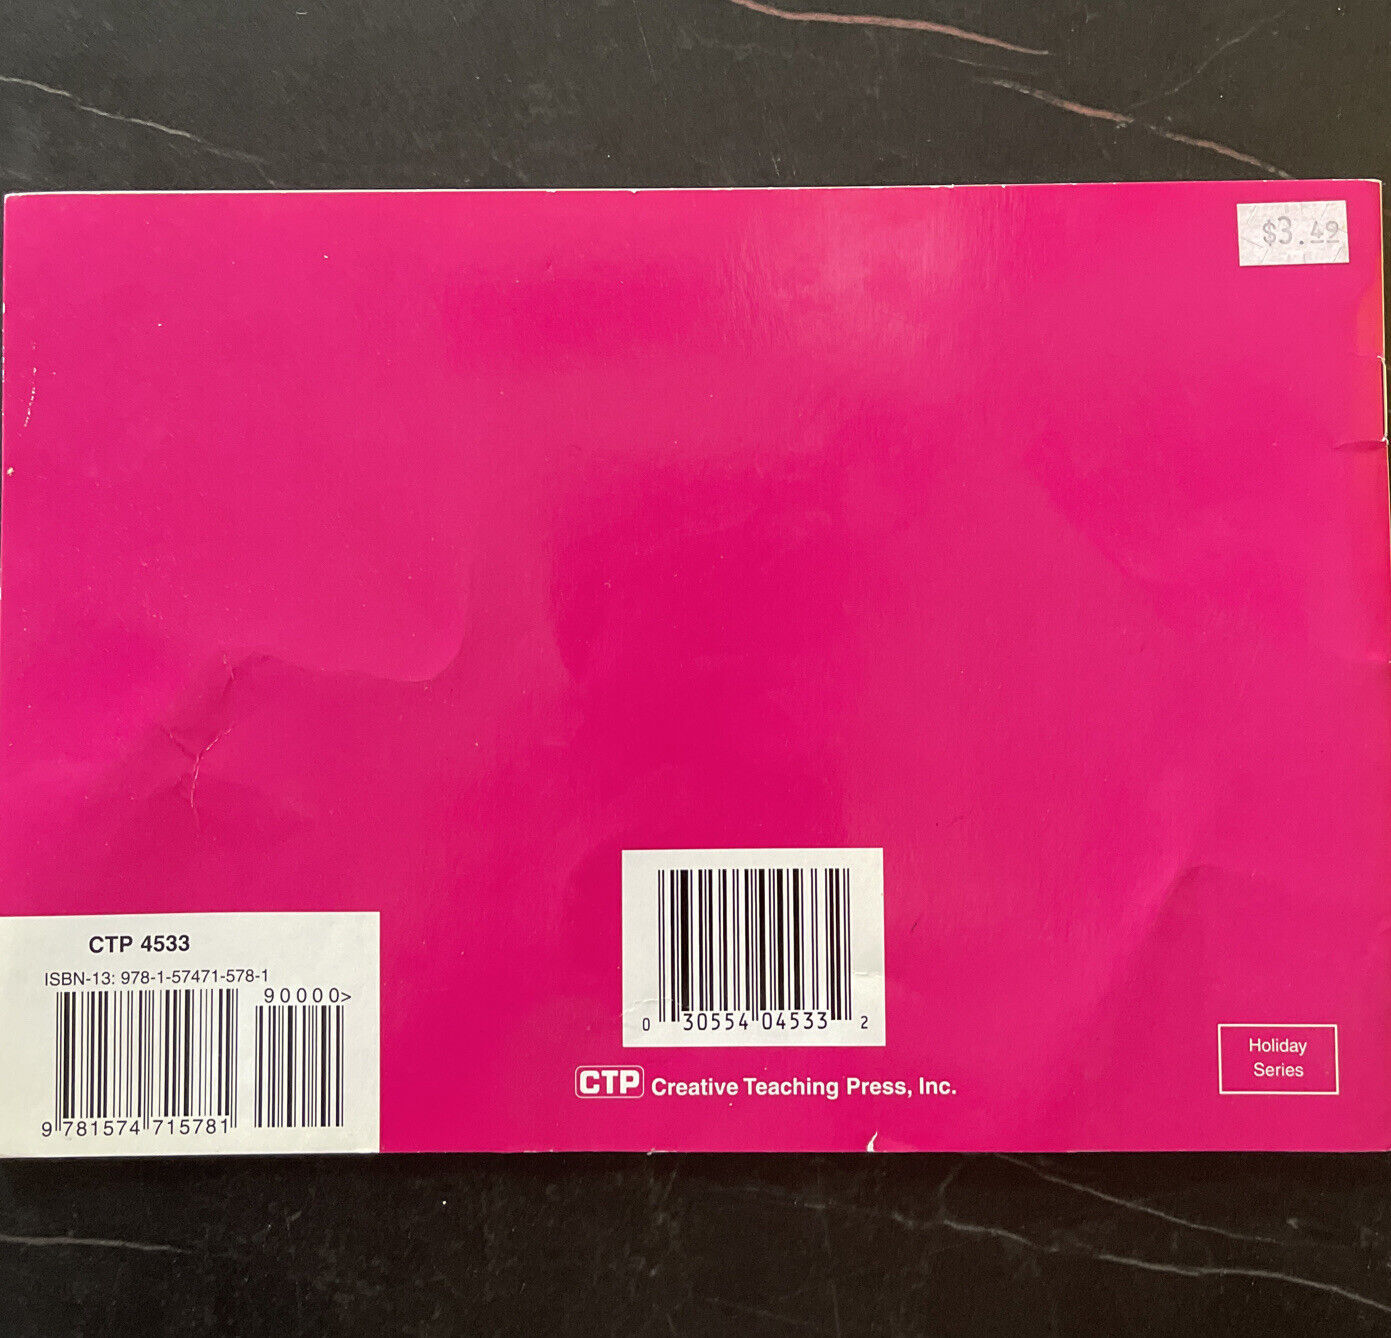 $3.49
CTP 4533
ISBN-13: 978-1-57471-578-1
90000>
9 781574 715781
0 30554 04533 2
CTP Creative Teaching Press, Inc.
Holiday
Series